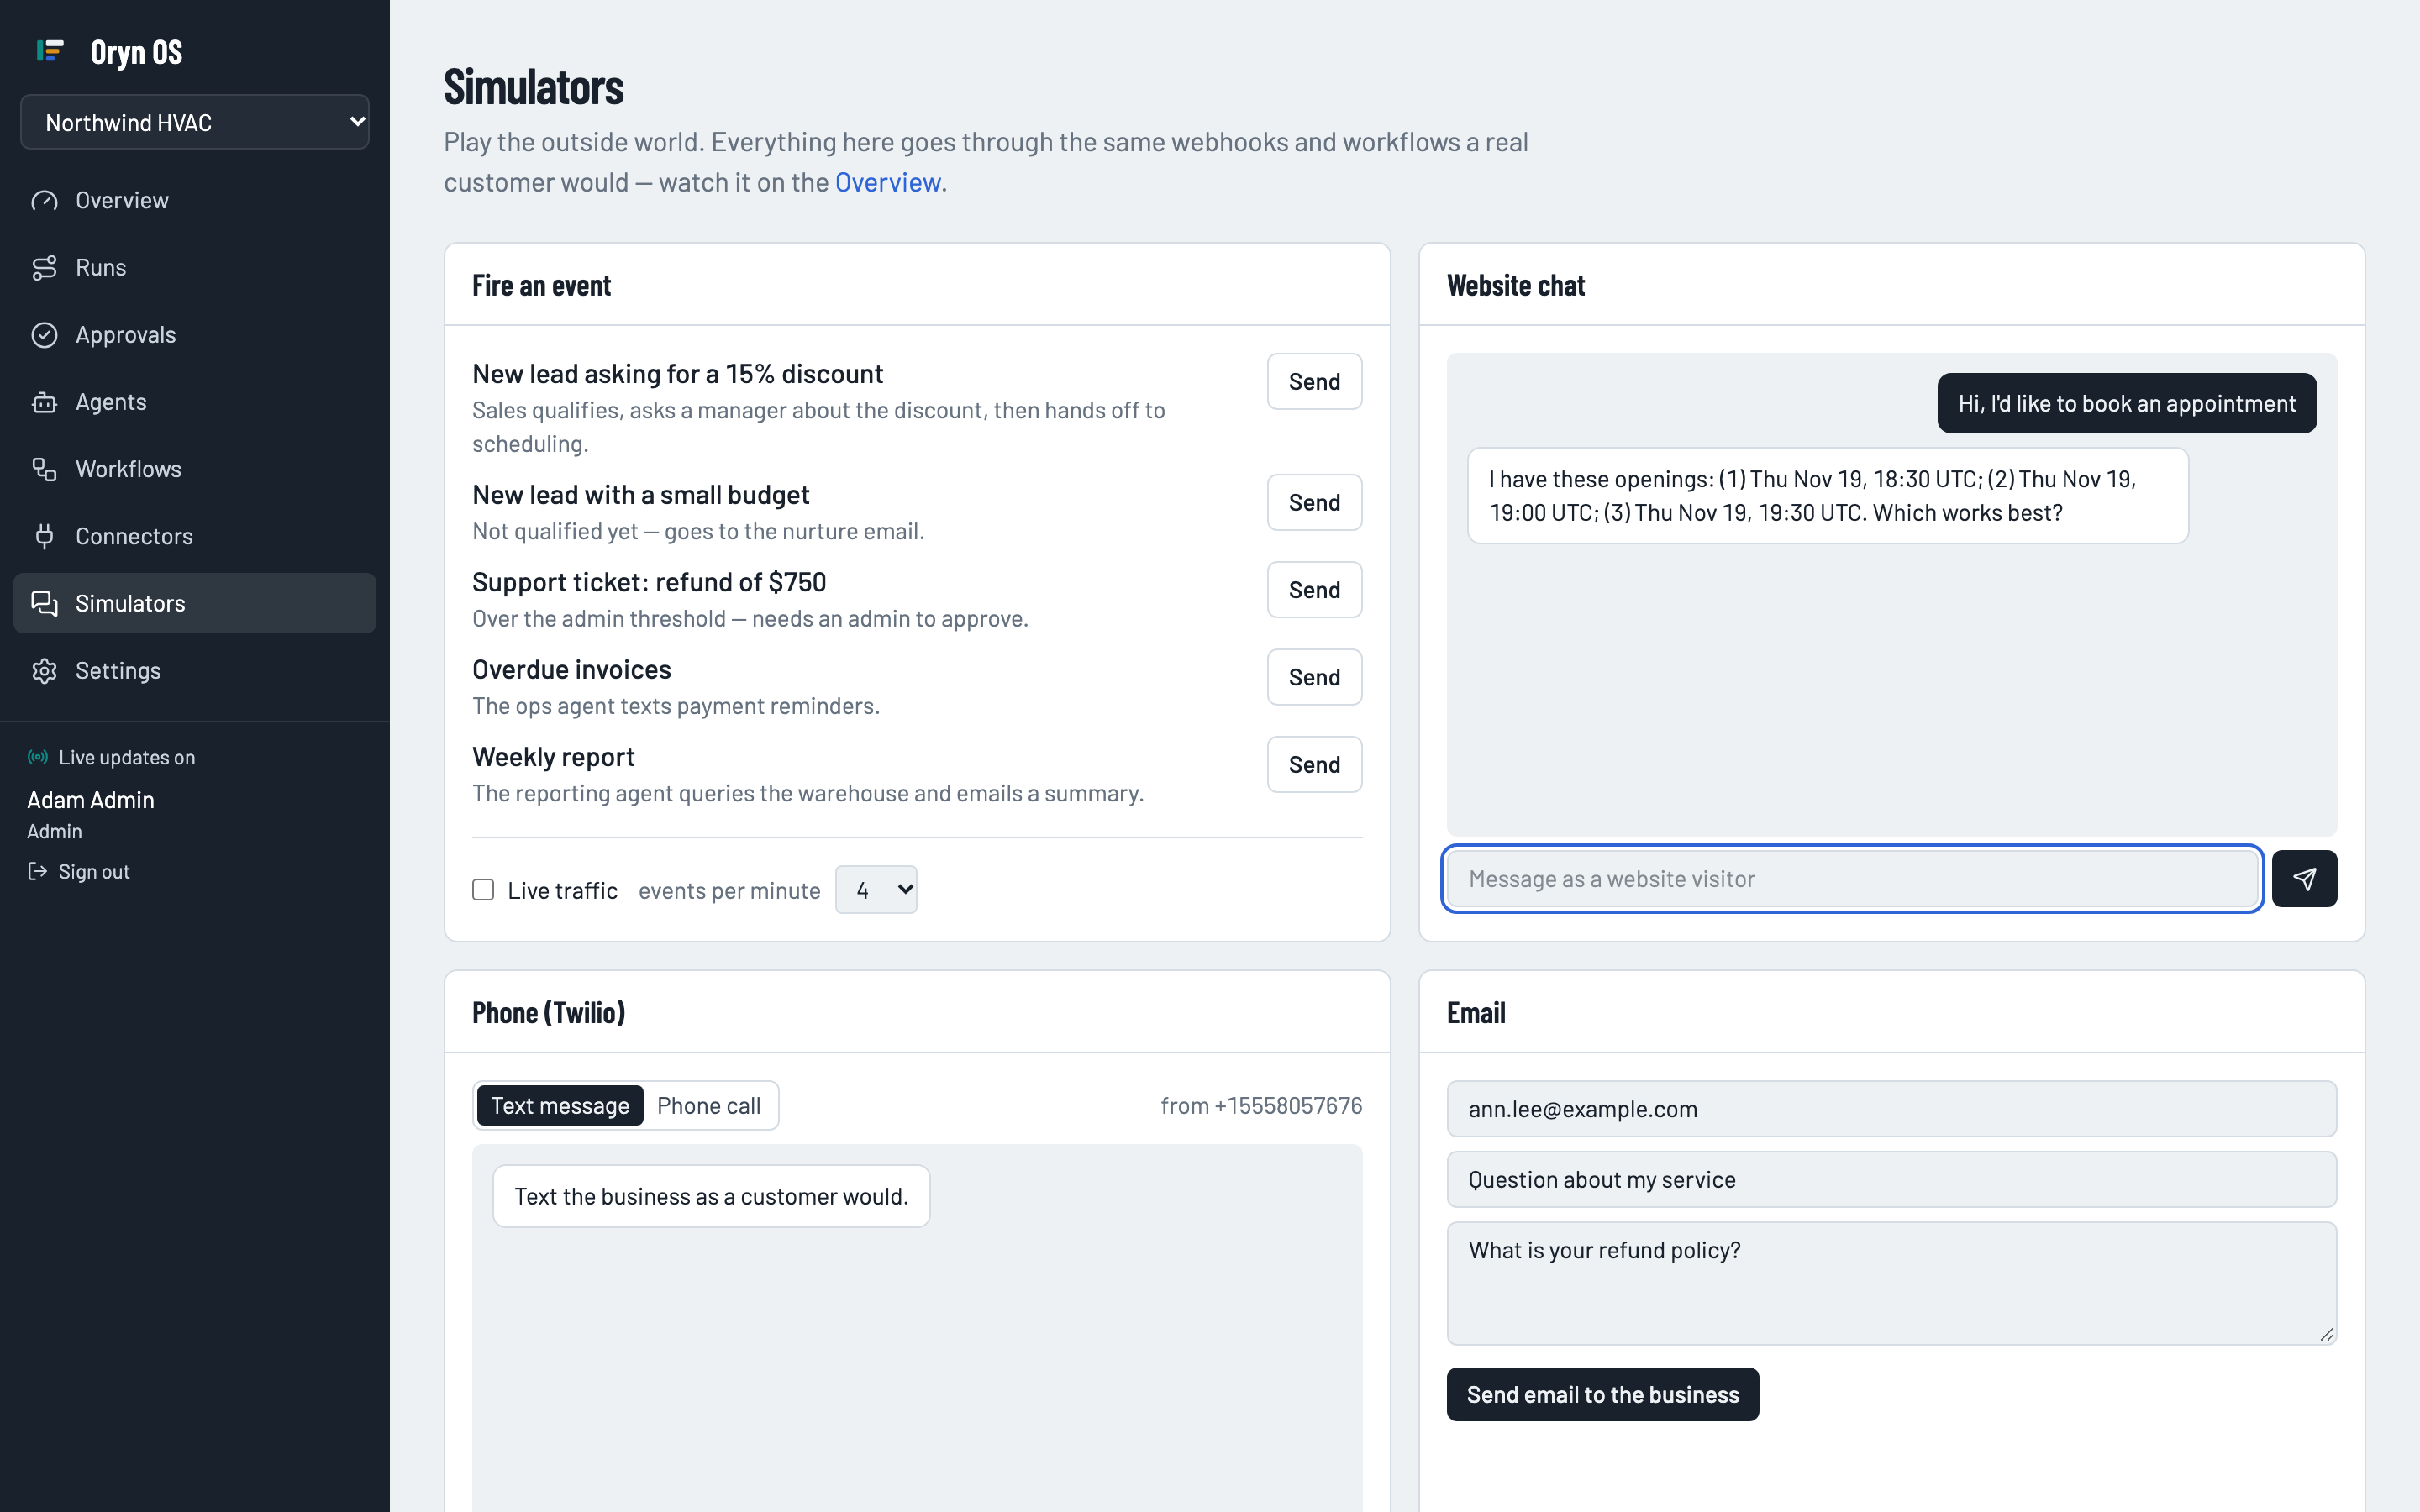 Oryn OS
Northwind HVAC
Overview
Runs
Approvals
Agents
Workflows
Connectors
Simulators
Settings
Live updates on
Adam Admin
Admin
Sign out
Simulators
Play the outside world. Everything here goes through the same webhooks and workflows a real
customer would — watch it on the Overview.
Fire an event
New lead asking for a 15% discount
Send
Sales qualifies, asks a manager about the discount, then hands off to
scheduling.
New lead with a small budget
Send
Not qualified yet — goes to the nurture email.
Support ticket: refund of $750
Send
Over the admin threshold — needs an admin to approve.
Overdue invoices
Send
The ops agent texts payment reminders.
Weekly report
Send
The reporting agent queries the warehouse and emails a summary.
Live traffic events per minute 4
Website chat
Hi, I'd like to book an appointment
I have these openings: (1) Thu Nov 19, 18:30 UTC; (2) Thu Nov 19,
19:00 UTC; (3) Thu Nov 19, 19:30 UTC. Which works best?
Message as a website visitor
Phone (Twilio)
Text message Phone call from +15558057676
Text the business as a customer would.
Email
ann.lee@example.com
Question about my service
What is your refund policy?
Send email to the business